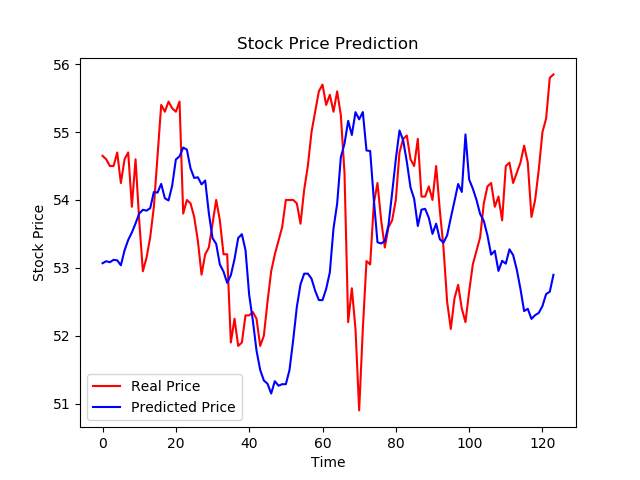 Stock Price Prediction
56
55
54
53
52
51
Stock Price
Real Price
Predicted Price
0 20 40 60 80 100 120
Time